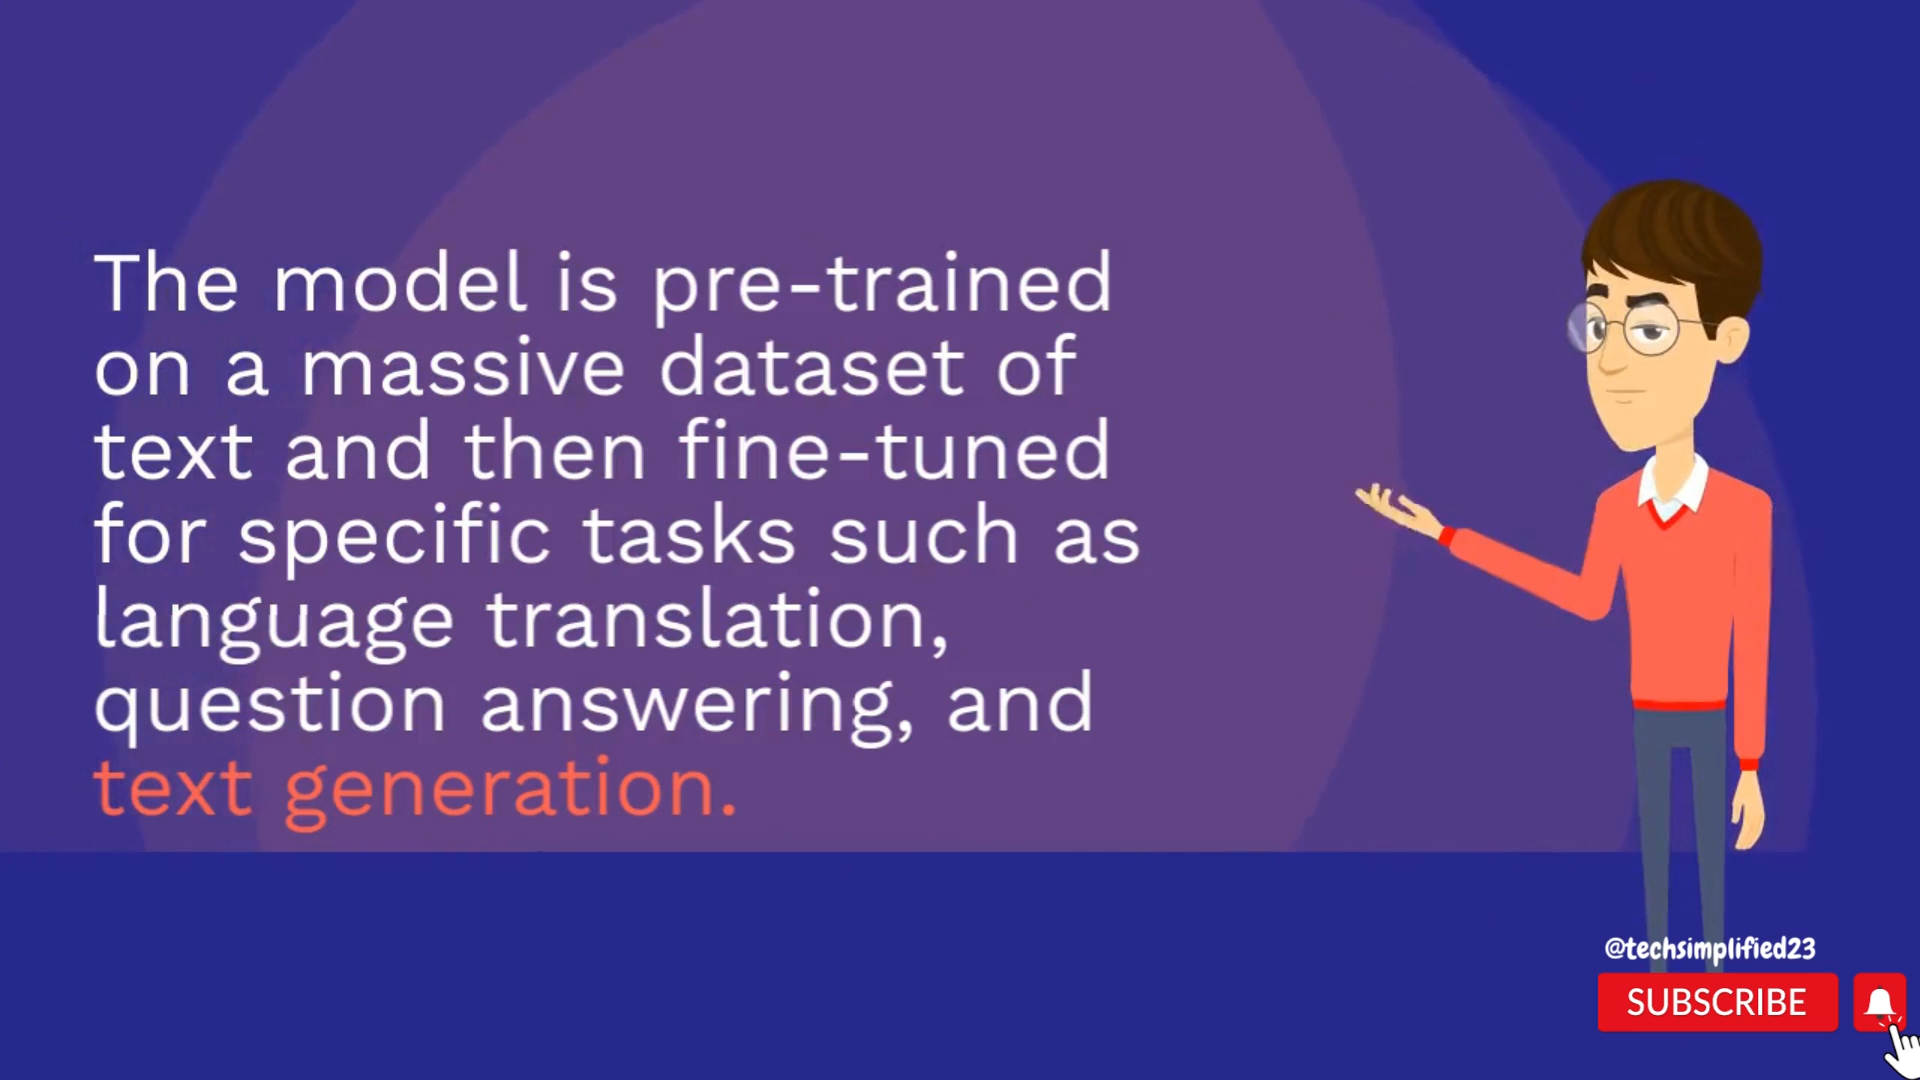 The model is pre-trained
on a massive dataset of
text and then fine-tuned
for specific tasks such as
language translation,
question answering, and
text generation.
@techsimplified23
SUBSCRIBE